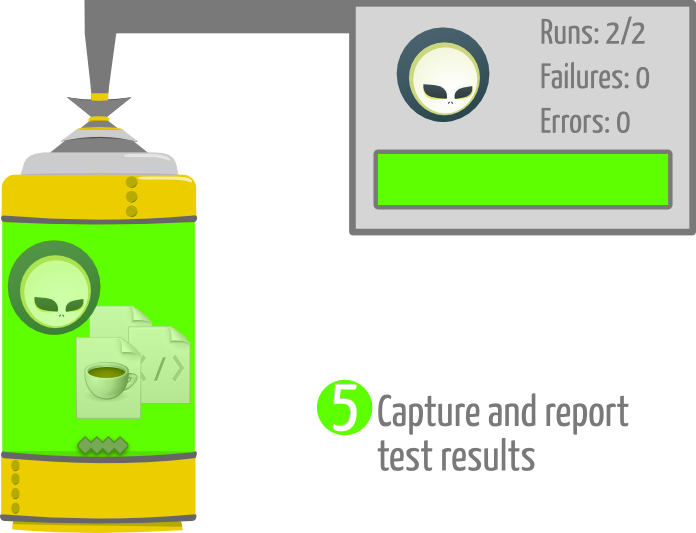 Runs: 2/2
Failures: 0
Errors: 0
</>
5 Capture and report
test results